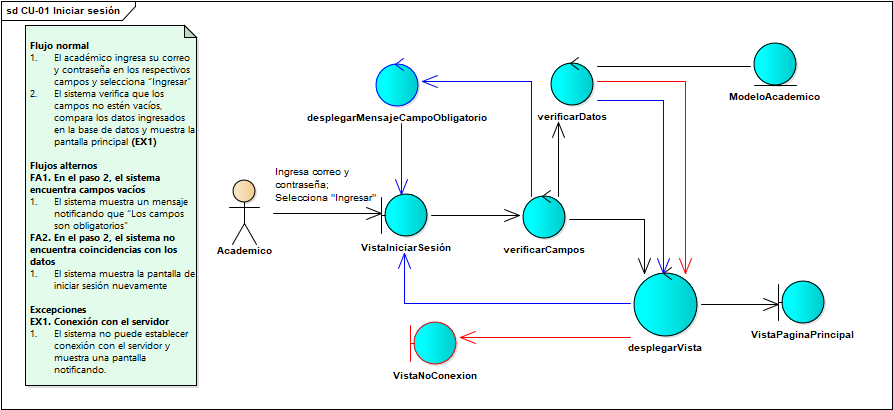 sd CU-01 Iniciar sesión
Flujo normal
1. El académico ingresa su correo
y contraseña en los respectivos
campos y selecciona “Ingresar”
2. El sistema verifica que los
campos no estén vacíos,
compara los datos ingresados
en la base de datos y muestra la
pantalla principal (EX1)
Flujos alternos
FA1. En el paso 2, el sistema
encuentra campos vacíos
1. El sistema muestra un mensaje
notificando que “Los campos
son obligatorios”
FA2. En el paso 2, el sistema no
encuentra coincidencias con los
datos
1. El sistema muestra la pantalla de
iniciar sesión nuevamente
Excepciones
EX1. Conexión con el servidor
1. El sistema no puede establecer
conexión con el servidor y
muestra una pantalla
notificando.
Academico
Ingresa correo y
contraseña;
Selecciona "Ingresar"
desplegarMensajeCampoObligatorio
VistaIniciarSesión
verificarCampos
verificarDatos
ModeloAcademico
desplegarVista
VistaPaginaPrincipal
VistaNoConexion